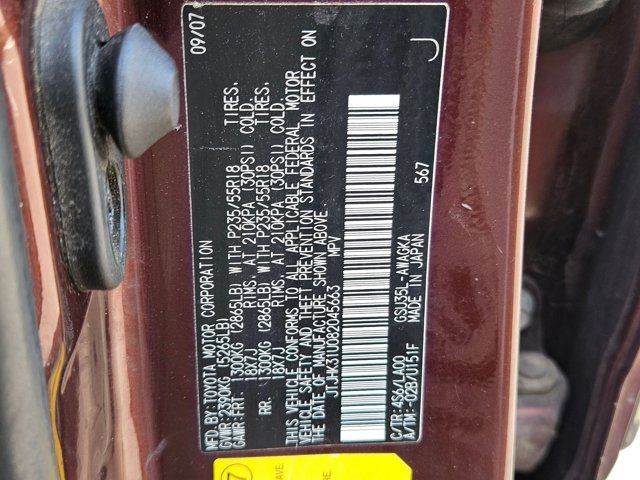 MFD. BY: TOYOTA MOTOR CORPORATION 09/07
GVWR: 2390KG (5265LB)
GAWR: FRT. 1300KG (2865LB) WITH P235/55R18 TIRES,
18X7J RIMS, AT 210KPA (30PSI) COLD.
RR. 1300KG (2865LB) WITH P235/55R18 TIRES,
18X7J RIMS, AT 210KPA (30PSI) COLD.
THIS VEHICLE CONFORMS TO ALL APPLICABLE FEDERAL MOTOR
VEHICLE SAFETY AND THEFT PREVENTION STANDARDS IN EFFECT ON
THE DATE OF MANUFACTURE SHOWN ABOVE.
JTJHK31U082045663 MPV
567
C/TR: 4S6/LA00 GSU35L-AWAGKA
A/TM: -02B/U151F MADE IN JAPAN
J